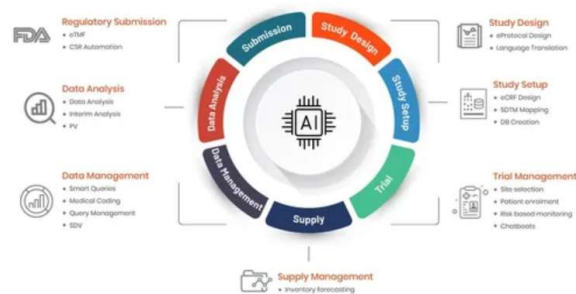 FDA
Regulatory Submission
eTMF
CSR Automation
Data Analysis
Data Analysis
Interim Analysis
PV
Data Management
Smart Queries
Medical Coding
Query Management
SDV
Submission
Study Design
Study Setup
Trial
Supply
Data Management
Data Analysis
AI
Study Design
eProtocol Design
Language Translation
Study Setup
eCRF Design
SDTM Mapping
DB Creation
Trial Management
Site selection
Patient enrolment
Risk based monitoring
Chatboats
Supply Management
Inventory forecasting